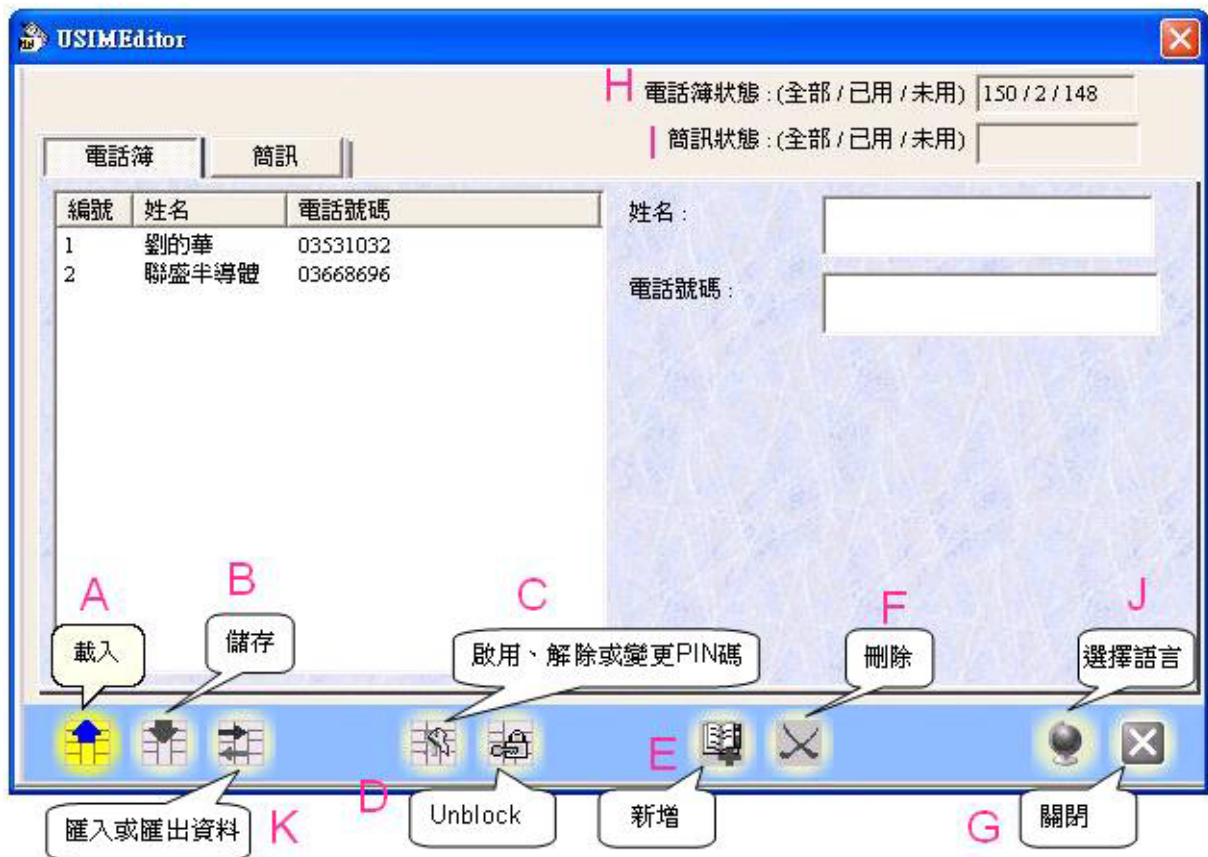 USIMEditor
H 電話簿狀態 : (全部 / 已用 / 未用) 150 / 2 / 148
I 簡訊狀態 : (全部 / 已用 / 未用)
電話簿 簡訊
編號 姓名 電話號碼
1 劉的華 03531032
2 聯盛半導體 03668696
姓名 :
電話號碼 :
A B C F J
載入 儲存 啟用、解除或變更PIN碼 刪除 選擇語言
匯入或匯出資料 K D Unblock E 新增 G 關閉